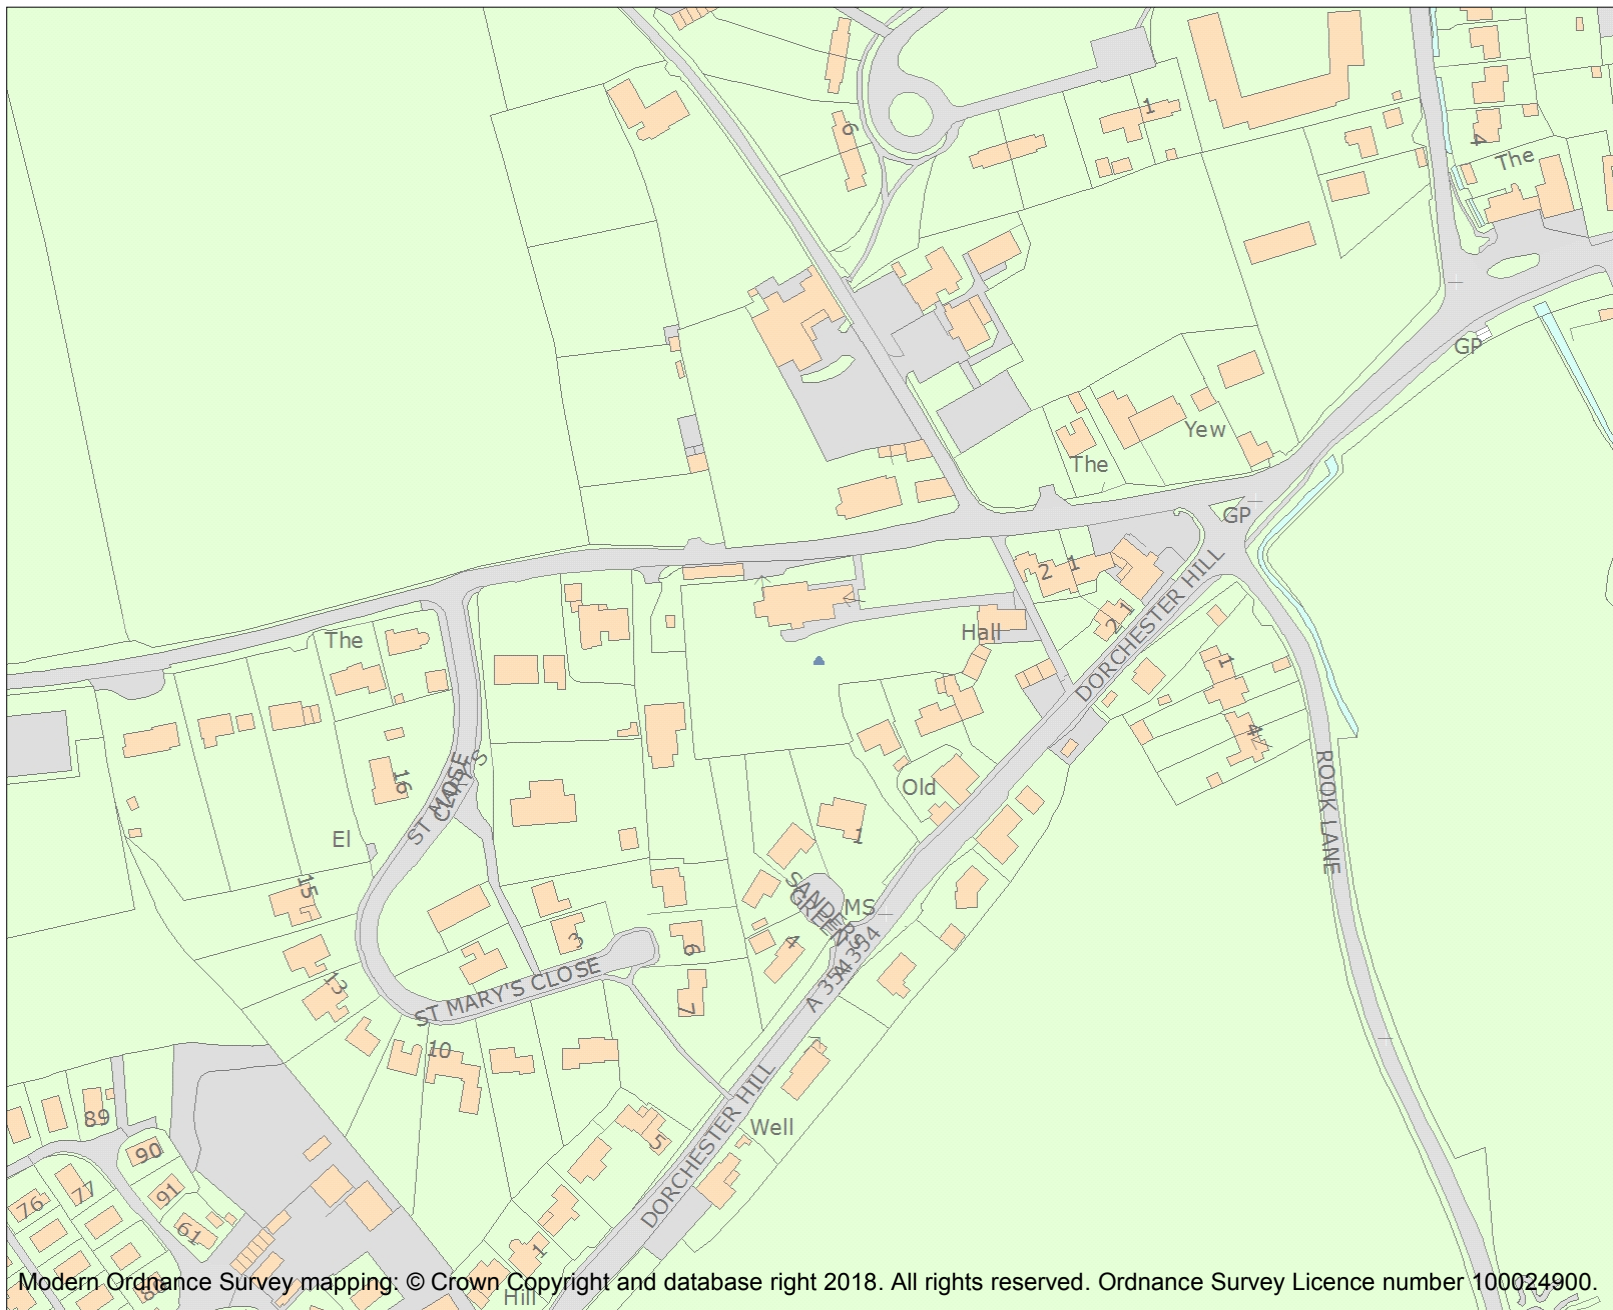 6
1
4
The
GP
Yew
The
GP
2 1
DORCHESTER HILL
2 1
Hall
The
1
4
16
ST MARY'S
CLOSE
ROOK LANE
Old
El
1
15
SANDERS
GREEN
MS
4
3
6
A 354
A 354
13
ST MARY'S CLOSE
7
10
DORCHESTER HILL
Well
89
5
90
91
77
76
61
88
1
Modern Ordnance Survey mapping: © Crown Copyright and database right 2018. All rights reserved. Ordnance Survey Licence number 100024900.
Hill